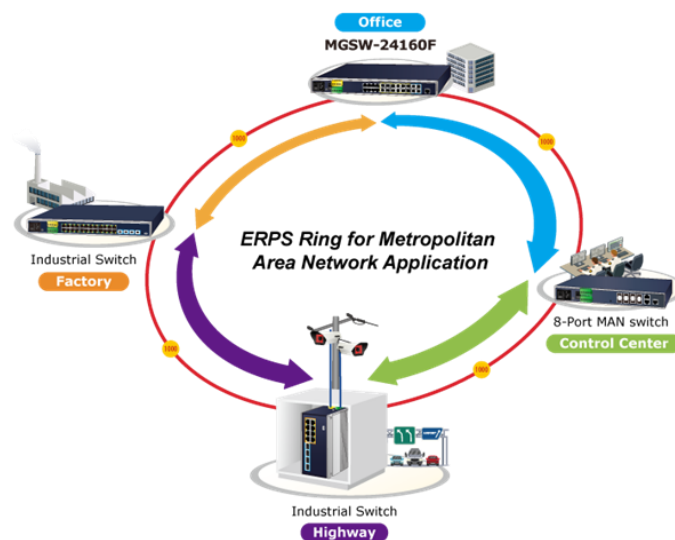 Office
MGSW-24160F
1000
1000
ERPS Ring for Metropolitan
Area Network Application
Industrial Switch
Factory
8-Port MAN switch
Control Center
1000
1000
Industrial Switch
Highway